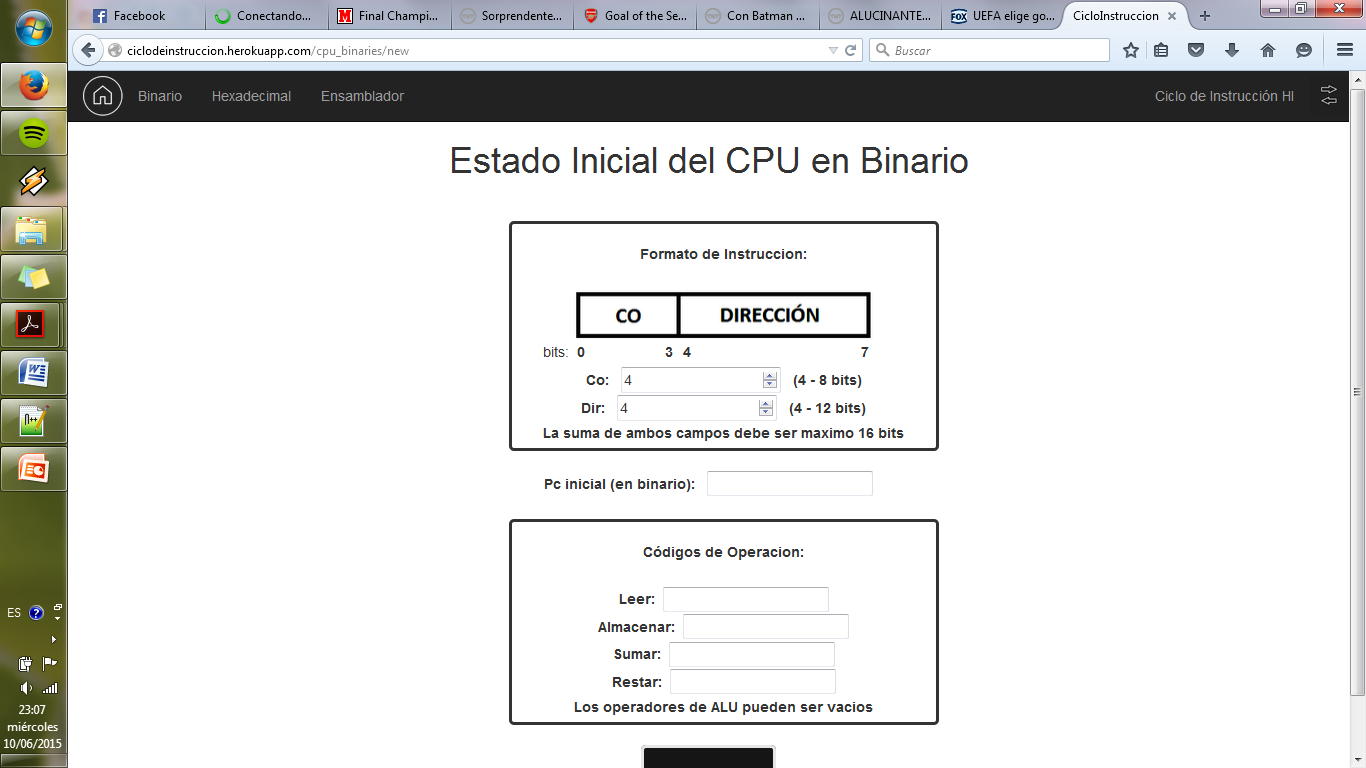 Facebook
Conectando...
Final Champi...
Sorprendente...
Goal of the Se...
Con Batman ...
ALUCINANTE...
UEFA elige go...
CicloInstruccion
ciclodeinstruccion.herokuapp.com/cpu_binaries/new
Buscar
Binario Hexadecimal Ensamblador Ciclo de Instrucción HI
Estado Inicial del CPU en Binario
Formato de Instruccion:
CO DIRECCIÓN
bits: 0 3 4 7
Co: 4 (4 - 8 bits)
Dir: 4 (4 - 12 bits)
La suma de ambos campos debe ser maximo 16 bits
Pc inicial (en binario):
Códigos de Operacion:
Leer:
Almacenar:
Sumar:
Restar:
Los operadores de ALU pueden ser vacios
ES
23:07
miércoles
10/06/2015